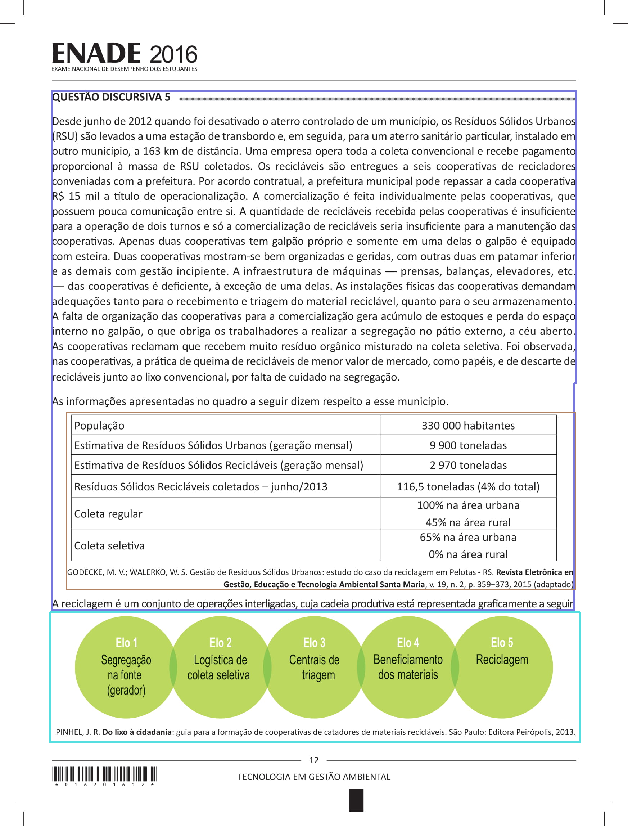 ENADE 2016
EXAME NACIONAL DE DESEMPENHO DOS ESTUDANTES
QUESTÃO DISCURSIVA 5
Desde junho de 2012 quando foi desativado o aterro controlado de um município, os Resíduos Sólidos Urbanos
(RSU) são levados a uma estação de transbordo e, em seguida, para um aterro sanitário particular, instalado em
outro município, a 163 km de distância. Uma empresa opera toda a coleta convencional e recebe pagamento
proporcional à massa de RSU coletados. Os recicláveis são entregues a seis cooperativas de recicladores
conveniadas com a prefeitura. Por acordo contratual, a prefeitura municipal pode repassar a cada cooperativa
R$ 15 mil a título de operacionalização. A comercialização é feita individualmente pelas cooperativas, que
possuem pouca comunicação entre si. A quantidade de recicláveis recebida pelas cooperativas é insuficiente
para a operação de dois turnos e só a comercialização de recicláveis seria insuficiente para a manutenção das
cooperativas. Apenas duas cooperativas tem galpão próprio e somente em uma delas o galpão é equipado
com esteira. Duas cooperativas mostram-se bem organizadas e geridas, com outras duas em patamar inferior
e as demais com gestão incipiente. A infraestrutura de máquinas — prensas, balanças, elevadores, etc.
— das cooperativas é deficiente, à exceção de uma delas. As instalações físicas das cooperativas demandam
adequações tanto para o recebimento e triagem do material reciclável, quanto para o seu armazenamento.
A falta de organização das cooperativas para a comercialização gera acúmulo de estoques e perda do espaço
interno no galpão, o que obriga os trabalhadores a realizar a segregação no pátio externo, a céu aberto.
As cooperativas reclamam que recebem muito resíduo orgânico misturado na coleta seletiva. Foi observada,
nas cooperativas, a prática de queima de recicláveis de menor valor de mercado, como papéis, e de descarte de
recicláveis junto ao lixo convencional, por falta de cuidado na segregação.
As informações apresentadas no quadro a seguir dizem respeito a esse município.
População 330 000 habitantes
Estimativa de Resíduos Sólidos Urbanos (geração mensal) 9 900 toneladas
Estimativa de Resíduos Sólidos Recicláveis (geração mensal) 2 970 toneladas
Resíduos Sólidos Recicláveis coletados – junho/2013 116,5 toneladas (4% do total)
Coleta regular 100% na área urbana
45% na área rural
Coleta seletiva 65% na área urbana
0% na área rural
GODECKE, M. V.; WALERKO, W. S. Gestão de Resíduos Sólidos Urbanos: estudo do caso da reciclagem em Pelotas - RS. Revista Eletrônica em
Gestão, Educação e Tecnologia Ambiental Santa Maria, v. 19, n. 2, p. 359–373, 2015 (adaptado)
A reciclagem é um conjunto de operações interligadas, cuja cadeia produtiva está representada graficamente a seguir
Elo 1 Segregação na fonte (gerador)
Elo 2 Logística de coleta seletiva
Elo 3 Centrais de triagem
Elo 4 Beneficiamento dos materiais
Elo 5 Reciclagem
PINHEL, J. R. Do lixo à cidadania: guia para a formação de cooperativas de catadores de materiais recicláveis. São Paulo: Editora Peirópolis, 2013.
12
TECNOLOGIA EM GESTÃO AMBIENTAL